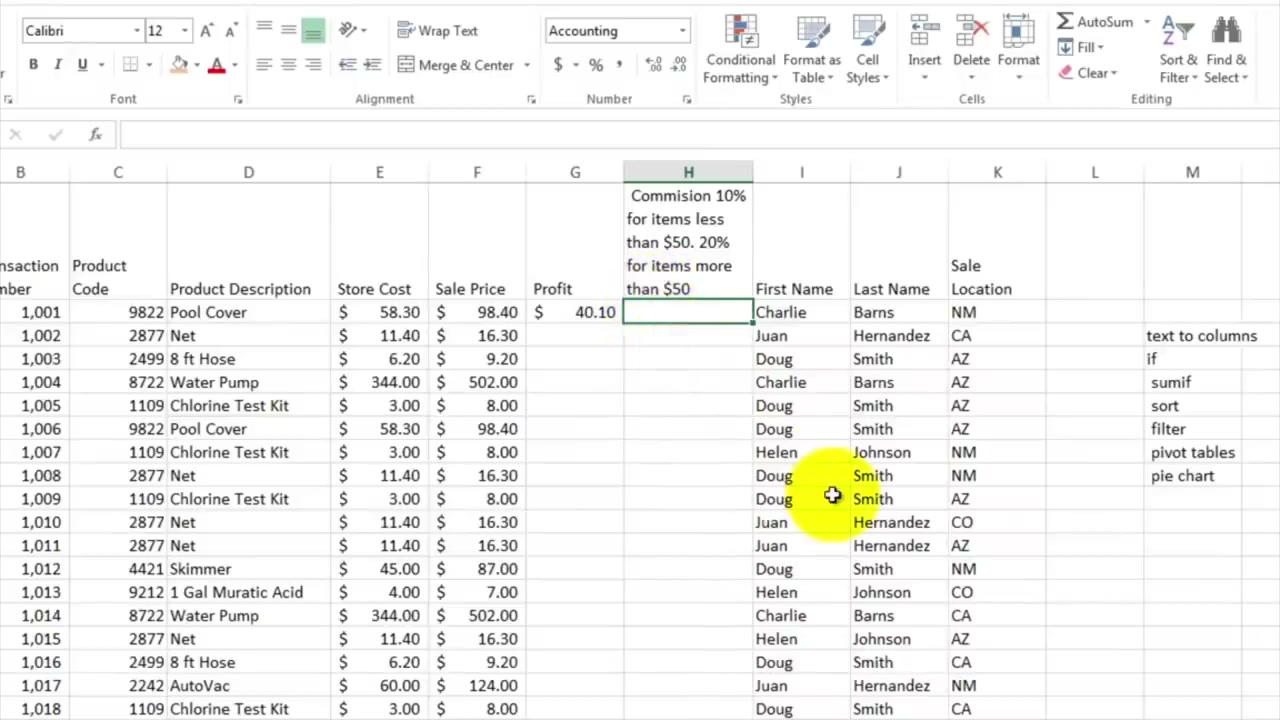 Calibri 12 Wrap Text Accounting AutoSum
Fill
B I U Merge & Center $ % , Conditional Formatting Format as Table Cell Styles Insert Delete Format Clear Sort & Filter Find & Select
Font Alignment Number Styles Cells Editing
fx
B C D E F G H I J K L M
nsaction mber Product Code Product Description Store Cost Sale Price Profit Commision 10% for items less than $50. 20% for items more than $50 First Name Last Name Sale Location
1,001 9822 Pool Cover $ 58.30 $ 98.40 $ 40.10 Charlie Barns NM
1,002 2877 Net $ 11.40 $ 16.30 Juan Hernandez CA text to columns
1,003 2499 8 ft Hose $ 6.20 $ 9.20 Doug Smith AZ if
1,004 8722 Water Pump $ 344.00 $ 502.00 Charlie Barns AZ sumif
1,005 1109 Chlorine Test Kit $ 3.00 $ 8.00 Doug Smith AZ sort
1,006 9822 Pool Cover $ 58.30 $ 98.40 Doug Smith AZ filter
1,007 1109 Chlorine Test Kit $ 3.00 $ 8.00 Helen Johnson NM pivot tables
1,008 2877 Net $ 11.40 $ 16.30 Doug Smith NM pie chart
1,009 1109 Chlorine Test Kit $ 3.00 $ 8.00 Doug Smith AZ
1,010 2877 Net $ 11.40 $ 16.30 Juan Hernandez CO
1,011 2877 Net $ 11.40 $ 16.30 Juan Hernandez AZ
1,012 4421 Skimmer $ 45.00 $ 87.00 Doug Smith NM
1,013 9212 1 Gal Muratic Acid $ 4.00 $ 7.00 Helen Johnson CO
1,014 8722 Water Pump $ 344.00 $ 502.00 Charlie Barns CA
1,015 2877 Net $ 11.40 $ 16.30 Helen Johnson AZ
1,016 2499 8 ft Hose $ 6.20 $ 9.20 Doug Smith CA
1,017 2242 AutoVac $ 60.00 $ 124.00 Juan Hernandez NM
1,018 1109 Chlorine Test Kit $ 3.00 $ 8.00 Doug Smith CA